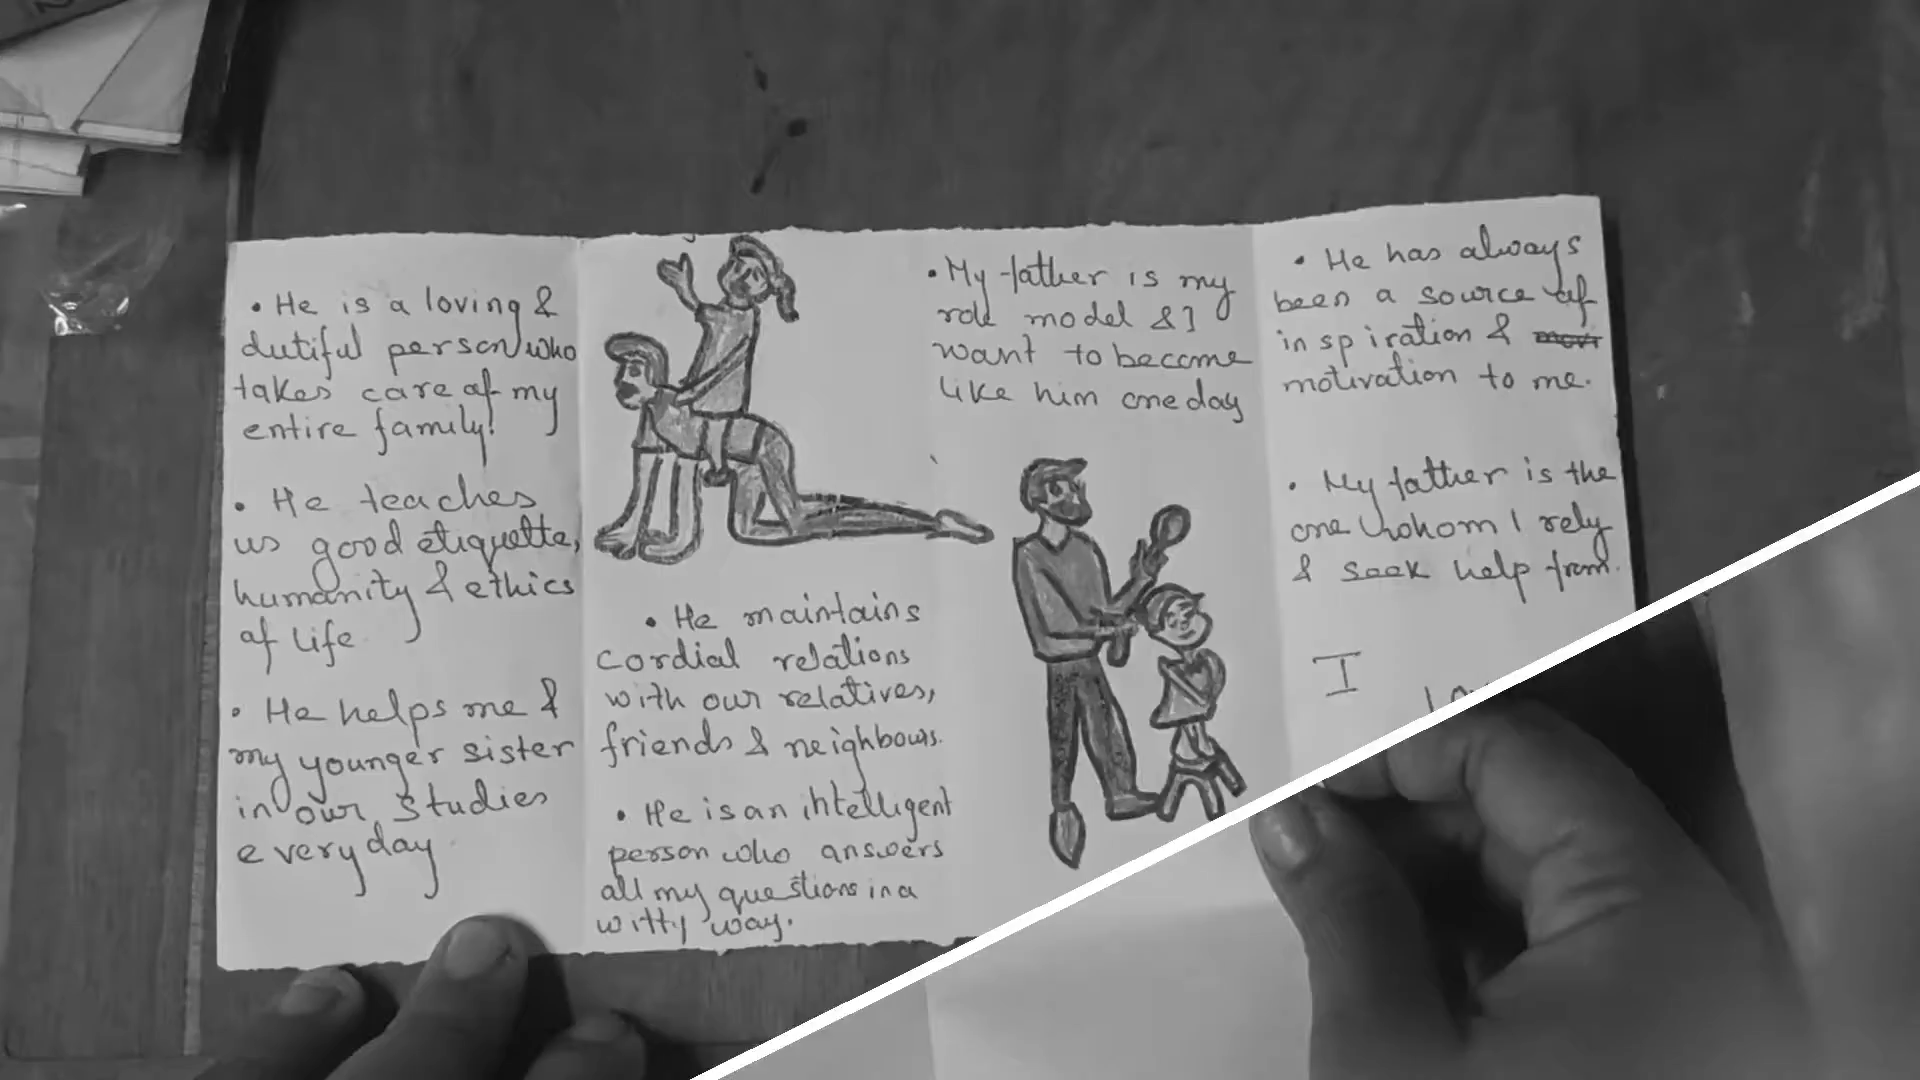 • He is a loving &
dutiful person who
takes care of my
entire family!
• He teaches
us good etiquette,
humanity & ethics
of life
• He helps me &
my younger sister
in our studies
everyday
• He maintains
cordial relations
with our relatives,
friends & neighbours.
• He is an intelligent
person who answers
all my questions in a
witty way.
• My father is my
role model & I
want to become
like him one day
• He has always
been a source of
inspiration &
motivation to me.
• My father is the
one whom I rely
& seek help from.
I